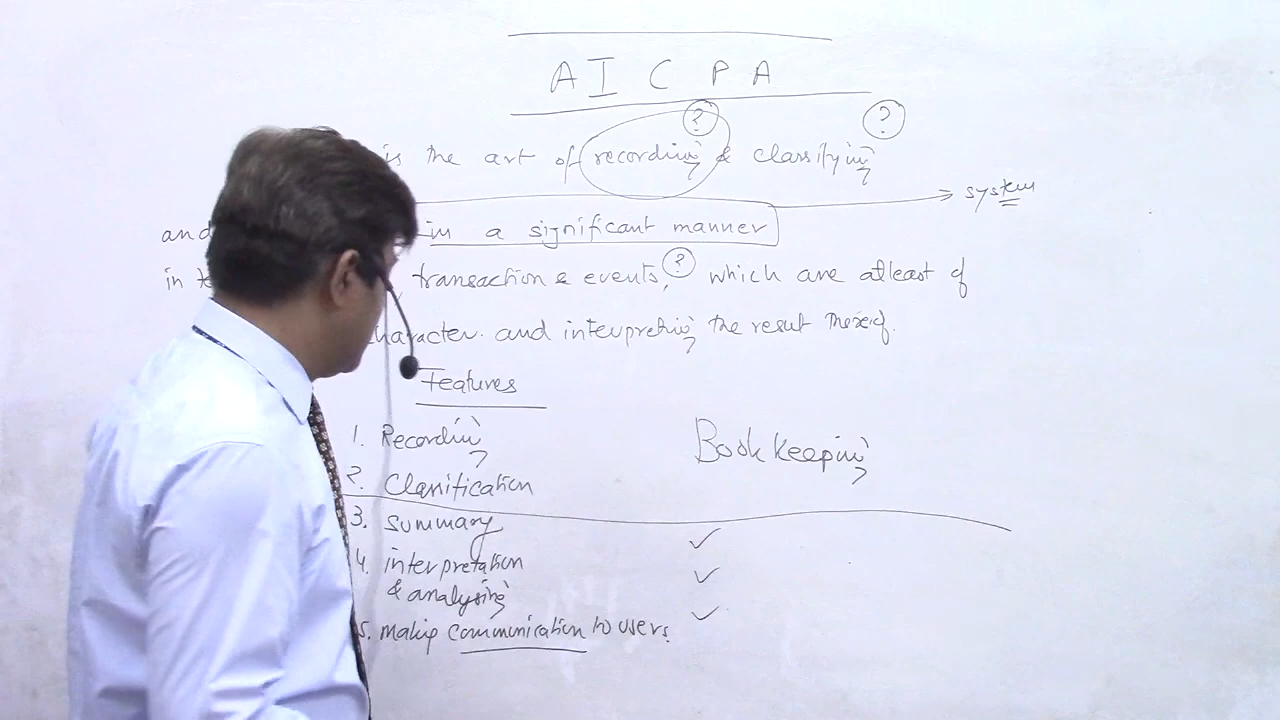 A I C P A
? ?
is the art of recording & classifying
→ system
and in a significant manner
in transaction & events, ? which are atleast of
character. and interpreting the result thereof.
Features
1. Recording
Book keeping
2. Classification
3. Summary ✓
4. interpretation ✓
& analysing
5. making communication to users. ✓